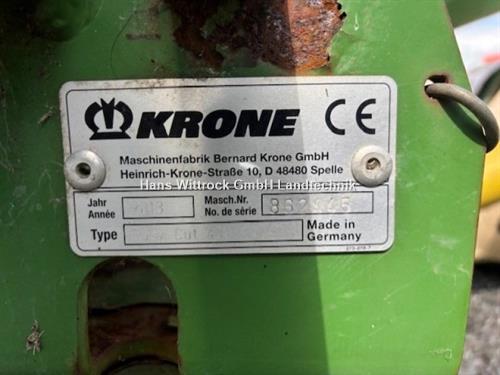 KRONE CE
Maschinenfabrik Bernard Krone GmbH
Heinrich-Krone-Straße 10, D 48480 Spelle
Hans Wittrock GmbH Landtechnik
Jahr Masch.Nr.
Année No. de série
Type Cut Made in
Germany